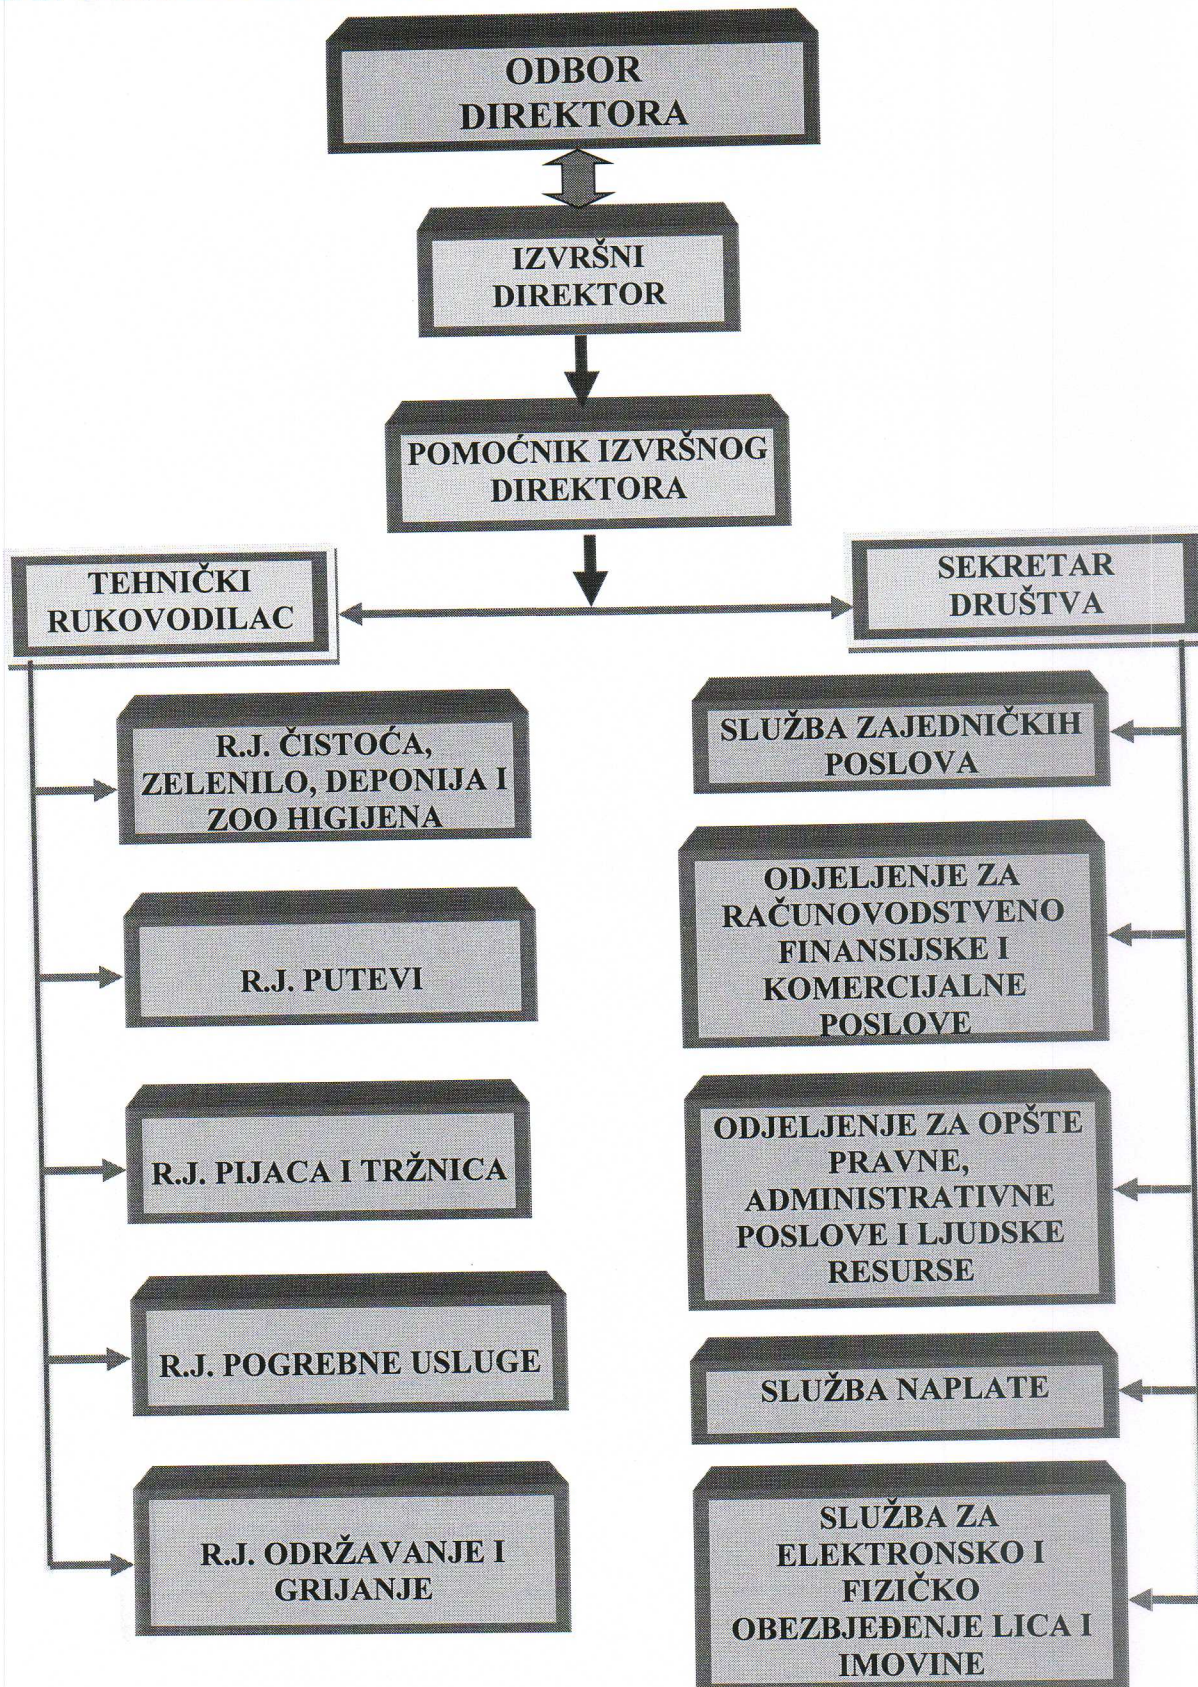 ODBOR
DIREKTORA
IZVRŠNI
DIREKTOR
POMOĆNIK IZVRŠNOG
DIREKTORA
TEHNIČKI
RUKOVODILAC
SEKRETAR
DRUŠTVA
R.J. ČISTOĆA,
ZELENILO, DEPONIJA I
ZOO HIGIJENA
R.J. PUTEVI
R.J. PIJACA I TRŽNICA
R.J. POGREBNE USLUGE
R.J. ODRŽAVANJE I
GRIJANJE
SLUŽBA ZAJEDNIČKIH
POSLOVA
ODJELJENJE ZA
RAČUNOVODSTVENO
FINANSIJSKE I
KOMERCIJALNE
POSLOVE
ODJELJENJE ZA OPŠTE
PRAVNE,
ADMINISTRATIVNE
POSLOVE I LJUDSKE
RESURSE
SLUŽBA NAPLATE
SLUŽBA ZA
ELEKTRONSKO I
FIZIČKO
OBEZBJEĐENJE LICA I
IMOVINE